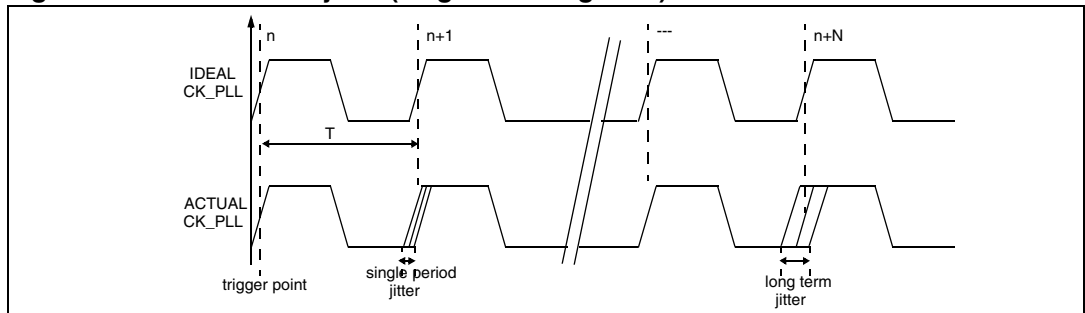 n
n+1
---
n+N
IDEAL
CK_PLL
T
ACTUAL
CK_PLL
trigger point
single period
jitter
long term
jitter